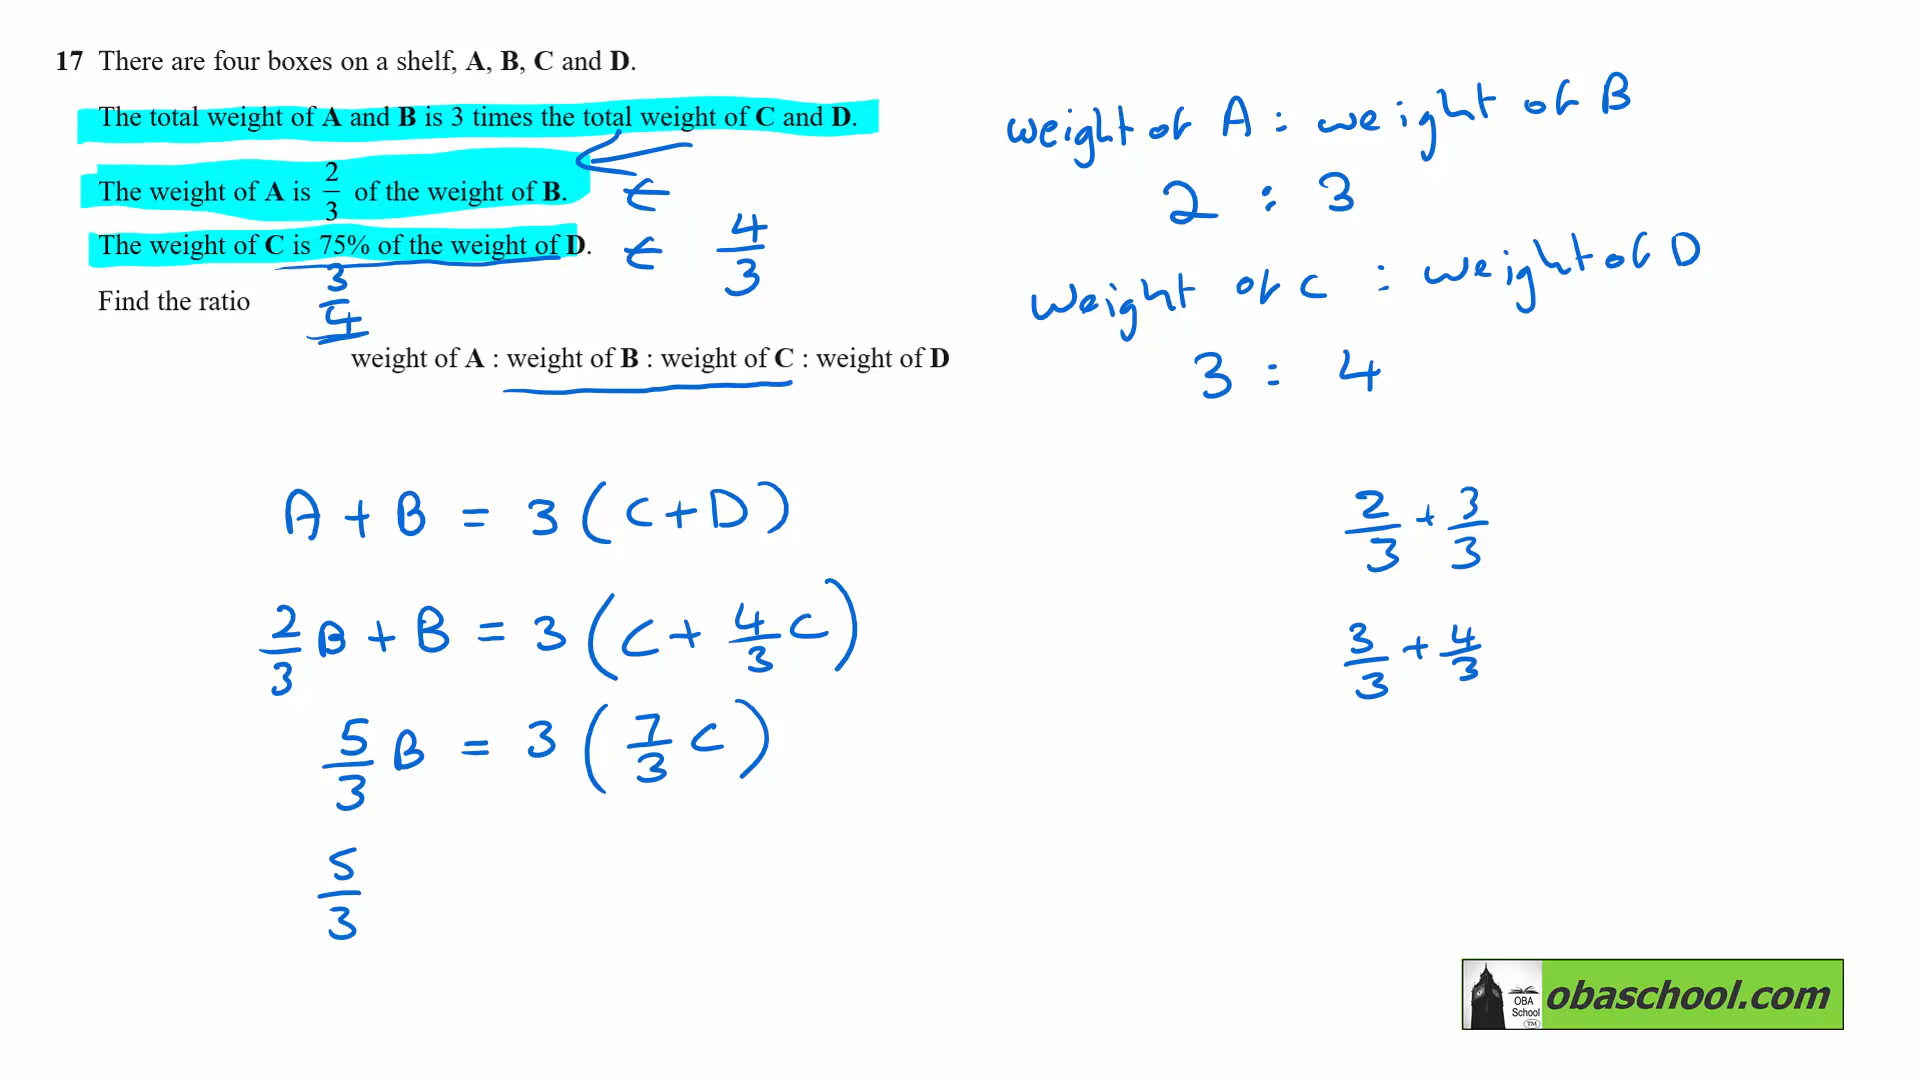 17 There are four boxes on a shelf, A, B, C and D.
The total weight of A and B is 3 times the total weight of C and D.
The weight of A is 2/3 of the weight of B.
The weight of C is 75% of the weight of D.
3/4
4/3
Find the ratio
weight of A : weight of B : weight of C : weight of D
weight of A : weight of B
2 : 3
weight of C : weight of D
3 : 4
A + B = 3 (C + D)
2/3 B + B = 3 (C + 4/3 C)
5/3 B = 3 (7/3 C)
5/3
2/3 + 3/3
3/3 + 4/3
OBA
School
TM
obaschool.com